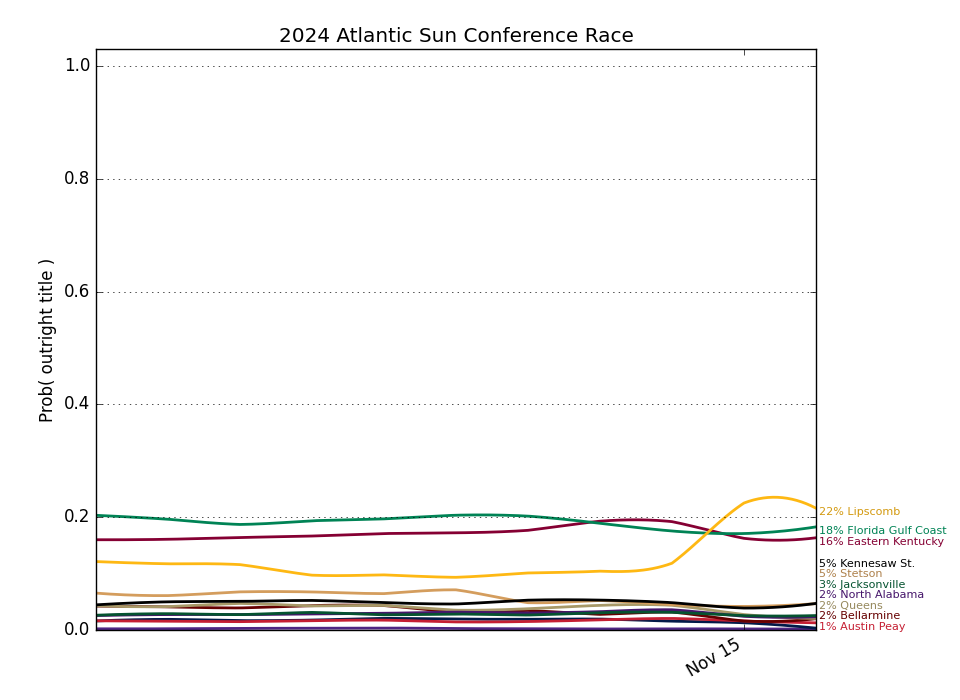 2024 Atlantic Sun Conference Race
Prob( outright title )
1.0
0.8
0.6
0.4
0.2
0.0
Nov 15
22% Lipscomb
18% Florida Gulf Coast
16% Eastern Kentucky
5% Kennesaw St.
5% Stetson
3% Jacksonville
2% North Alabama
2% Queens
2% Bellarmine
1% Austin Peay